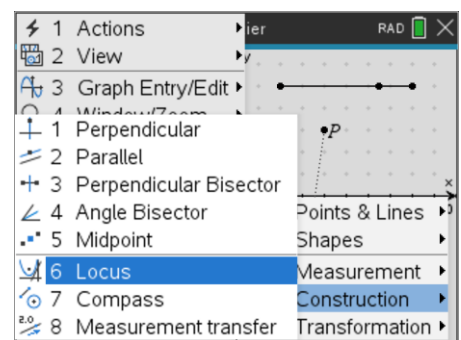 1 Actions
ier
RAD
2 View
y
3 Graph Entry/Edit
4 Window/Zoom
1 Perpendicular
P
2 Parallel
3 Perpendicular Bisector
x
4 Angle Bisector
Points & Lines
5 Midpoint
Shapes
6 Locus
Measurement
7 Compass
Construction
2.0
8 Measurement transfer
Transformation